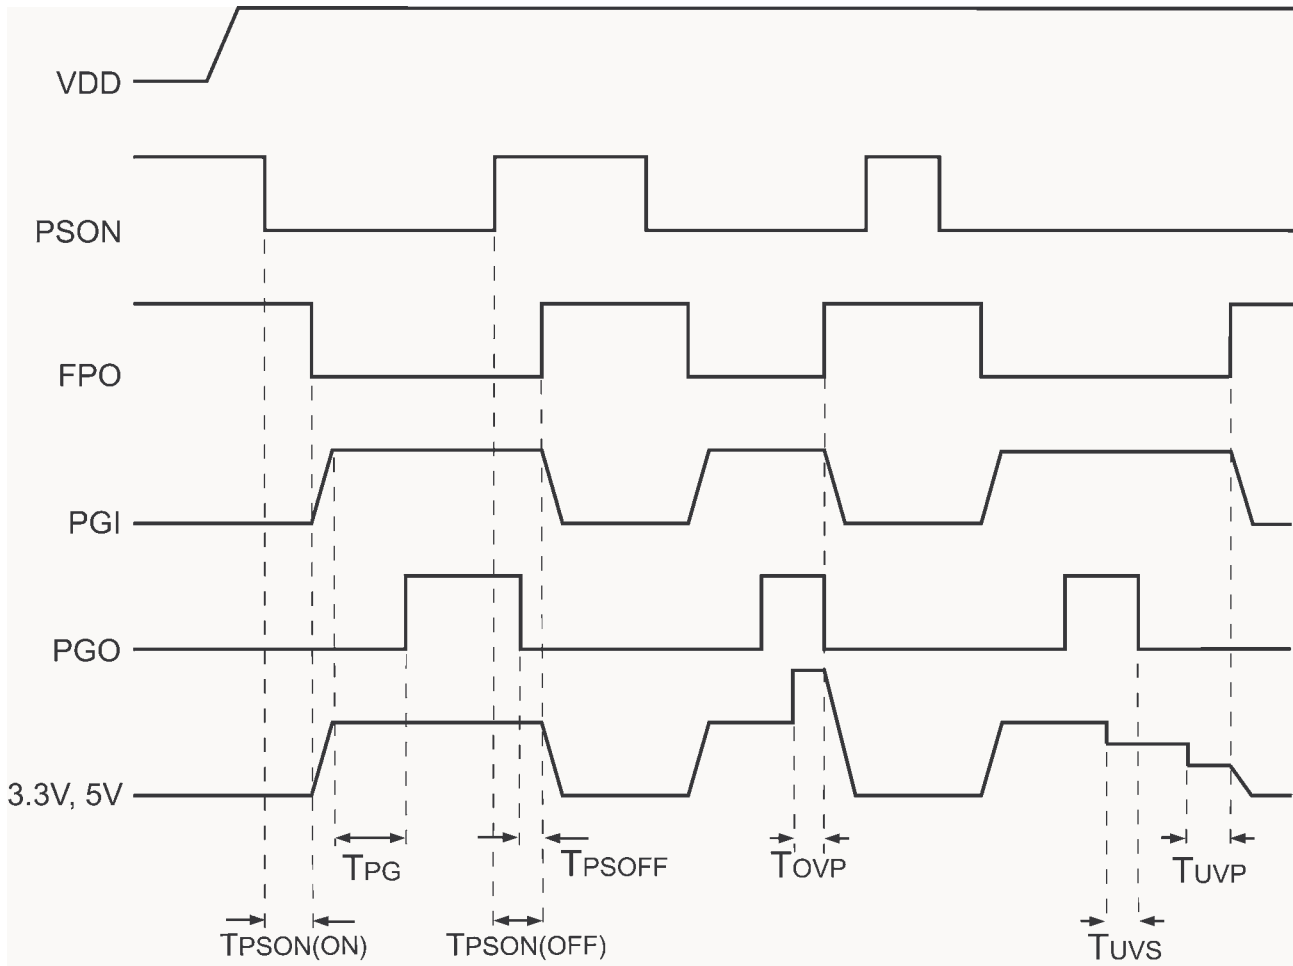 VDD
PSON
FPO
PGI
PGO
3.3V, 5V
TPG
TPSOFF
TOVP
TUVP
TPSON(ON)
TPSON(OFF)
TUVS